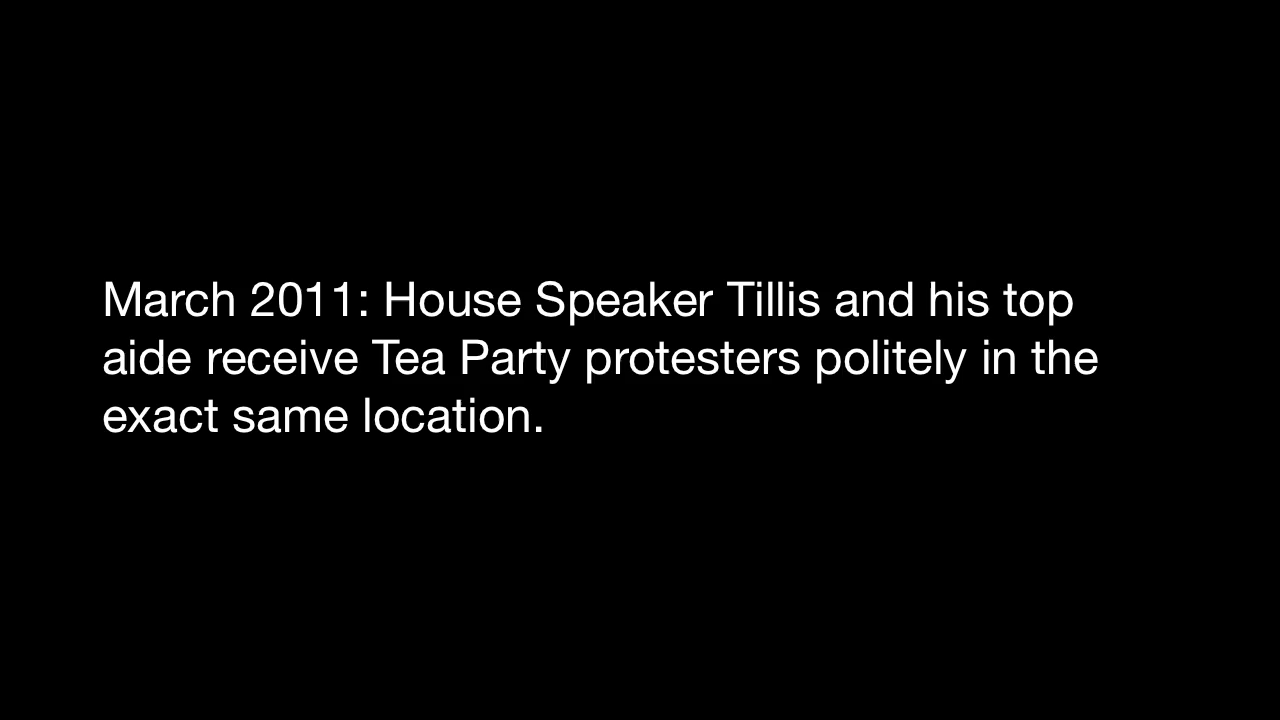 March 2011: House Speaker Tillis and his top
aide receive Tea Party protesters politely in the
exact same location.